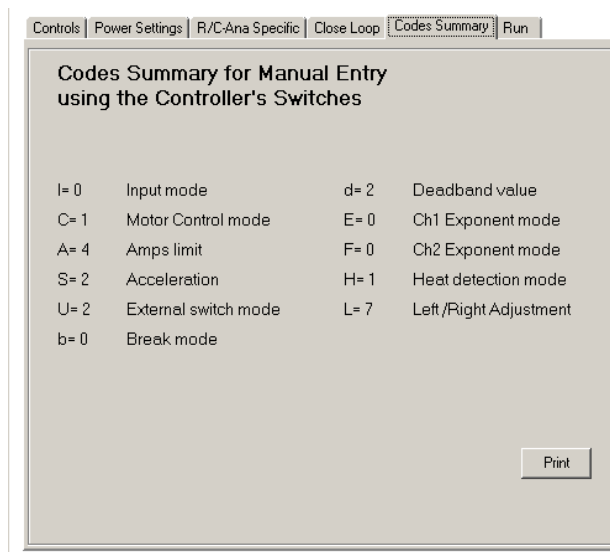 Controls Power Settings R/C-Ana Specific Close Loop Codes Summary Run
Codes Summary for Manual Entry
using the Controller's Switches
I= 0 Input mode
C= 1 Motor Control mode
A= 4 Amps limit
S= 2 Acceleration
U= 2 External switch mode
b= 0 Break mode
d= 2 Deadband value
E= 0 Ch1 Exponent mode
F= 0 Ch2 Exponent mode
H= 1 Heat detection mode
L= 7 Left/Right Adjustment
Print